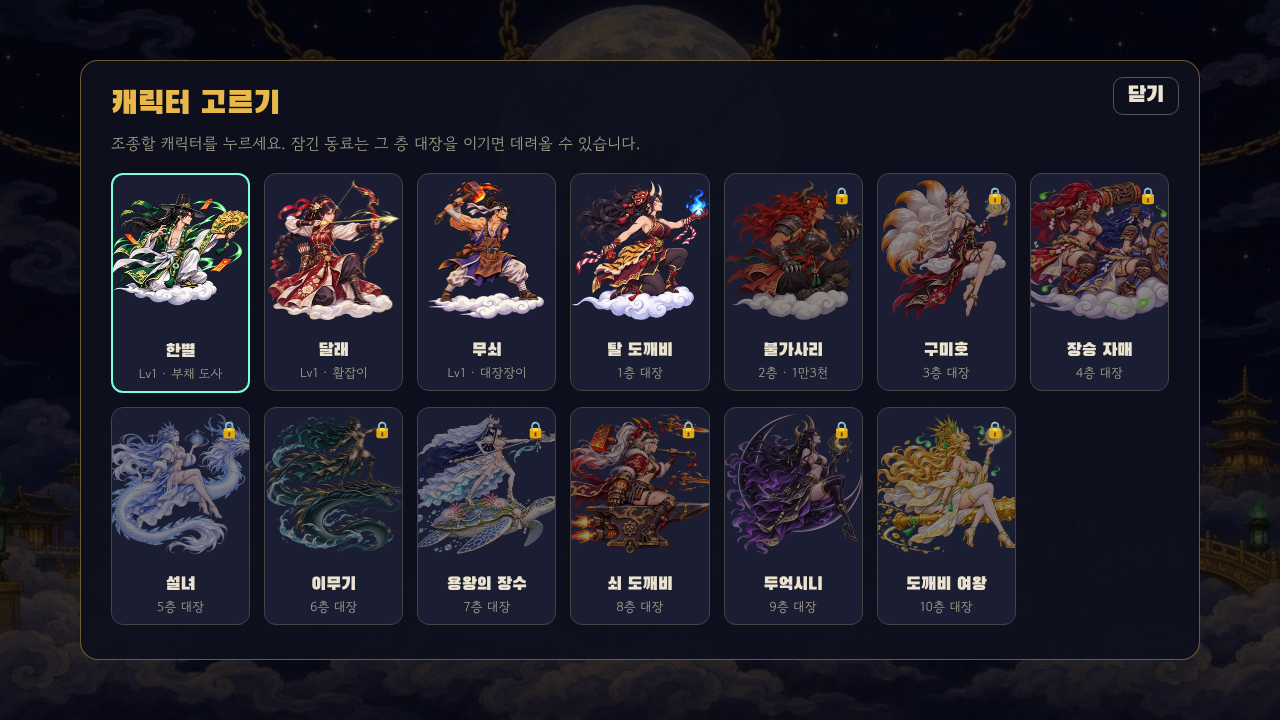 캐릭터 고르기
닫기
조종할 캐릭터를 누르세요. 잠긴 동료는 그 층 대장을 이기면 데려올 수 있습니다.
한별
Lv1 · 부채 도사
달래
Lv1 · 활잡이
무쇠
Lv1 · 대장장이
탈 도깨비
1층 대장
불가사리
2층 · 1만3천
구미호
3층 대장
장승 자매
4층 대장
설녀
5층 대장
이무기
6층 대장
용왕의 장수
7층 대장
쇠 도깨비
8층 대장
두억시니
9층 대장
도깨비 여왕
10층 대장